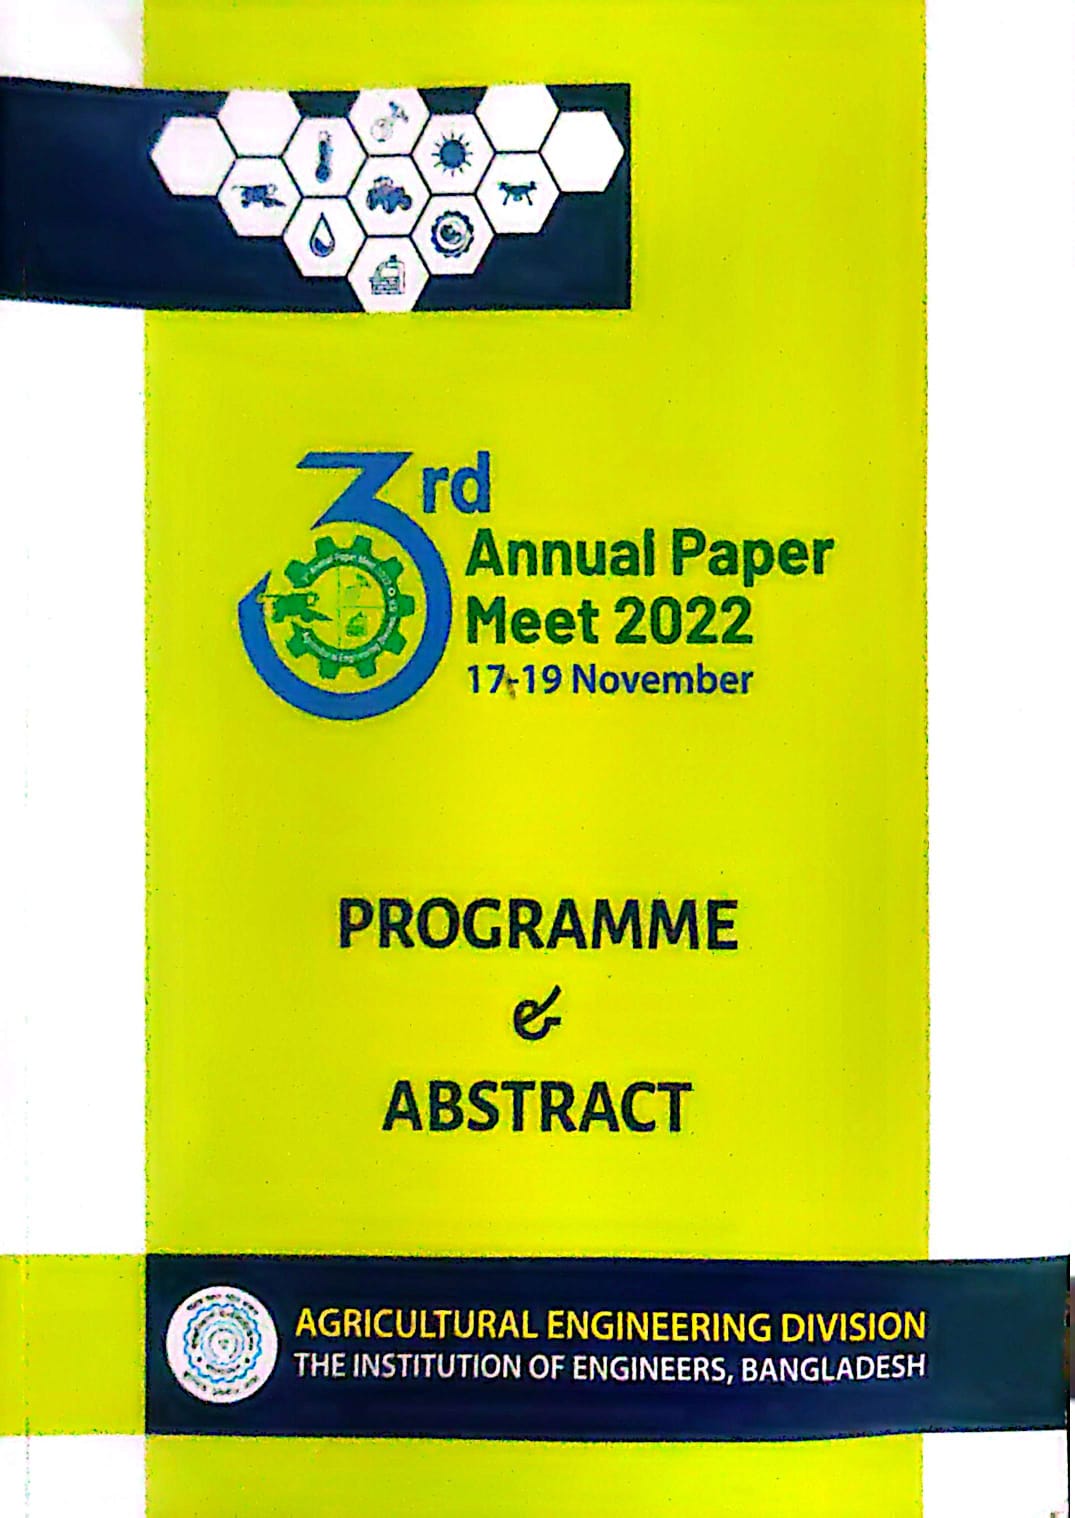 3rd
Annual Paper
Meet 2022
17-19 November
PROGRAMME
&
ABSTRACT
AGRICULTURAL ENGINEERING DIVISION
THE INSTITUTION OF ENGINEERS, BANGLADESH